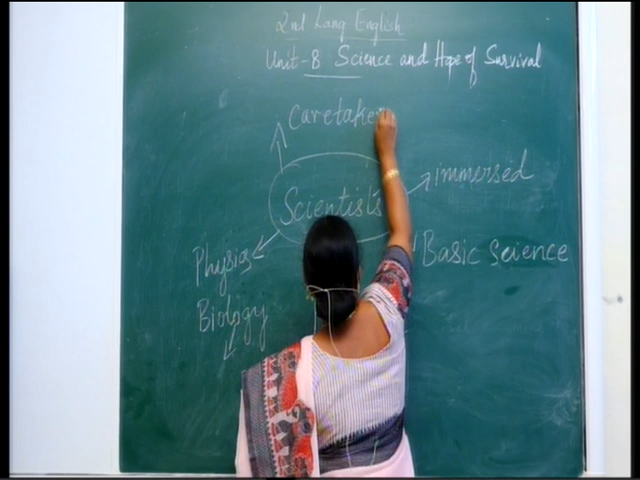 2nd Lang English
Unit-8 Science and Hope of Survival
Caretaker
immersed
Scientists
Basic science
Physics
Biology